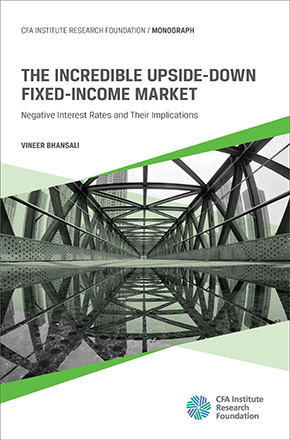 CFA INSTITUTE RESEARCH FOUNDATION / MONOGRAPH
THE INCREDIBLE UPSIDE-DOWN
FIXED-INCOME MARKET
Negative Interest Rates and Their Implications
VINEER BHANSALI
CFA Institute
Research
Foundation